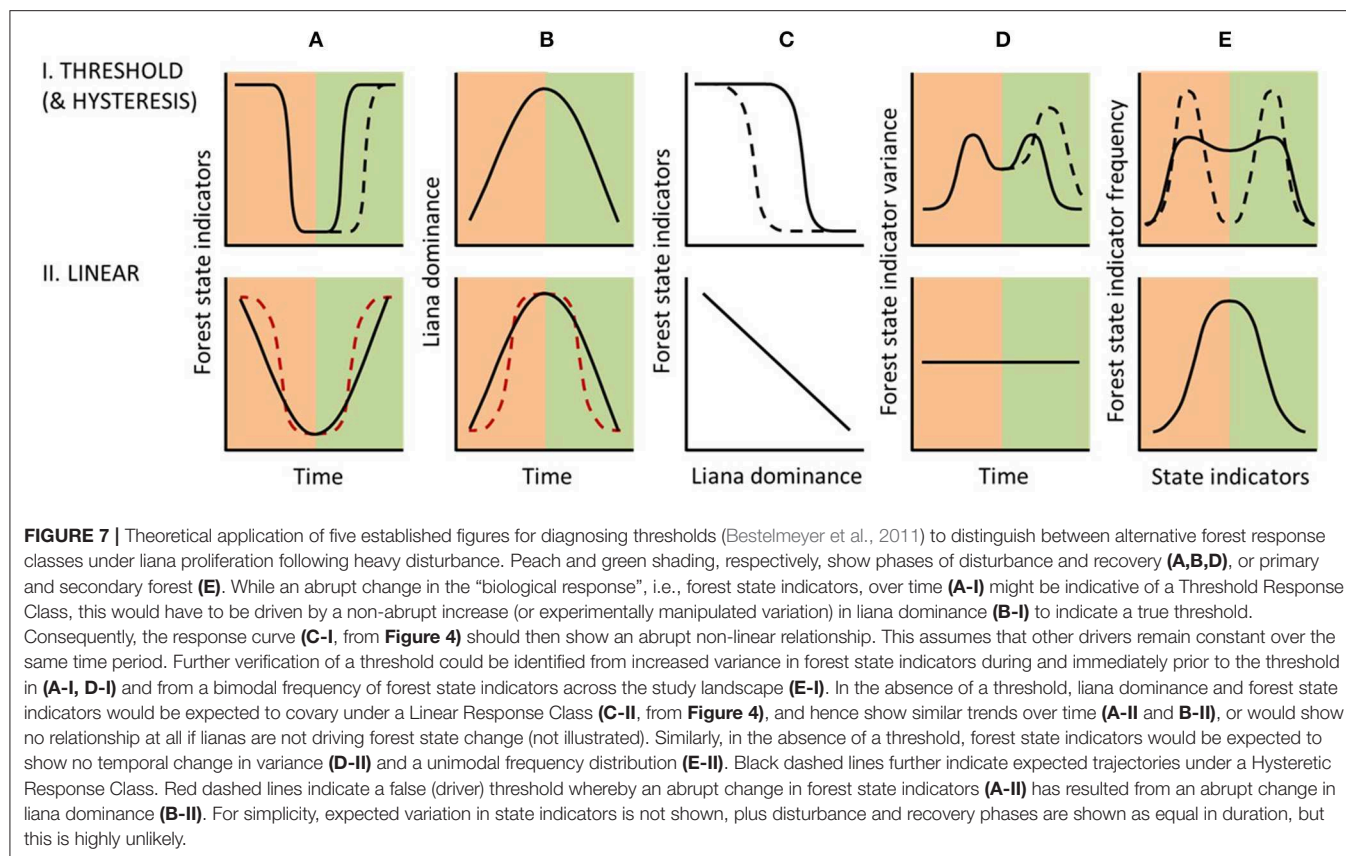 A B C D E
I. THRESHOLD
(& HYSTERESIS)
Forest state indicators
Liana dominance
Forest state indicators
Forest state indicator variance
Forest state indicator frequency
II. LINEAR
Forest state indicators
Liana dominance
Forest state indicators
Forest state indicator variance
Forest state indicator frequency
Time Time Liana dominance Time State indicators
FIGURE 7 | Theoretical application of five established figures for diagnosing thresholds (Bestelmeyer et al., 2011) to distinguish between alternative forest response
classes under liana proliferation following heavy disturbance. Peach and green shading, respectively, show phases of disturbance and recovery (A,B,D), or primary
and secondary forest (E). While an abrupt change in the “biological response”, i.e., forest state indicators, over time (A-I) might be indicative of a Threshold Response
Class, this would have to be driven by a non-abrupt increase (or experimentally manipulated variation) in liana dominance (B-I) to indicate a true threshold.
Consequently, the response curve (C-I, from Figure 4) should then show an abrupt non-linear relationship. This assumes that other drivers remain constant over the
same time period. Further verification of a threshold could be identified from increased variance in forest state indicators during and immediately prior to the threshold
in (A-I, D-I) and from a bimodal frequency of forest state indicators across the study landscape (E-I). In the absence of a threshold, liana dominance and forest state
indicators would be expected to covary under a Linear Response Class (C-II, from Figure 4), and hence show similar trends over time (A-II and B-II), or would show
no relationship at all if lianas are not driving forest state change (not illustrated). Similarly, in the absence of a threshold, forest state indicators would be expected to
show no temporal change in variance (D-II) and a unimodal frequency distribution (E-II). Black dashed lines further indicate expected trajectories under a Hysteretic
Response Class. Red dashed lines indicate a false (driver) threshold whereby an abrupt change in forest state indicators (A-II) has resulted from an abrupt change in
liana dominance (B-II). For simplicity, expected variation in state indicators is not shown, plus disturbance and recovery phases are shown as equal in duration, but
this is highly unlikely.